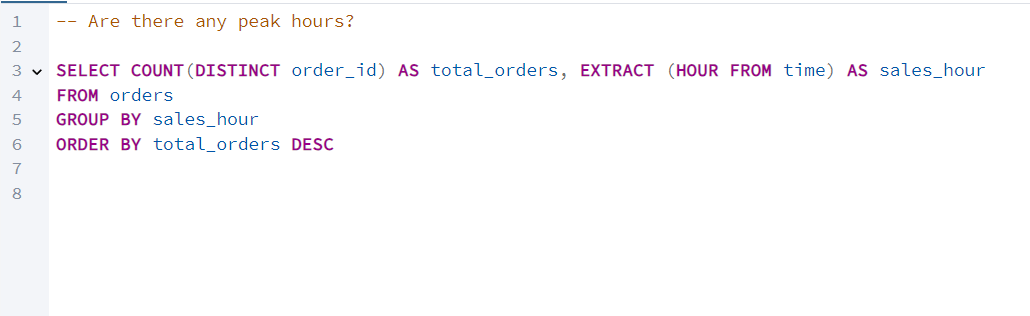 1 -- Are there any peak hours?
2
3 SELECT COUNT(DISTINCT order_id) AS total_orders, EXTRACT (HOUR FROM time) AS sales_hour
4 FROM orders
5 GROUP BY sales_hour
6 ORDER BY total_orders DESC
7
8